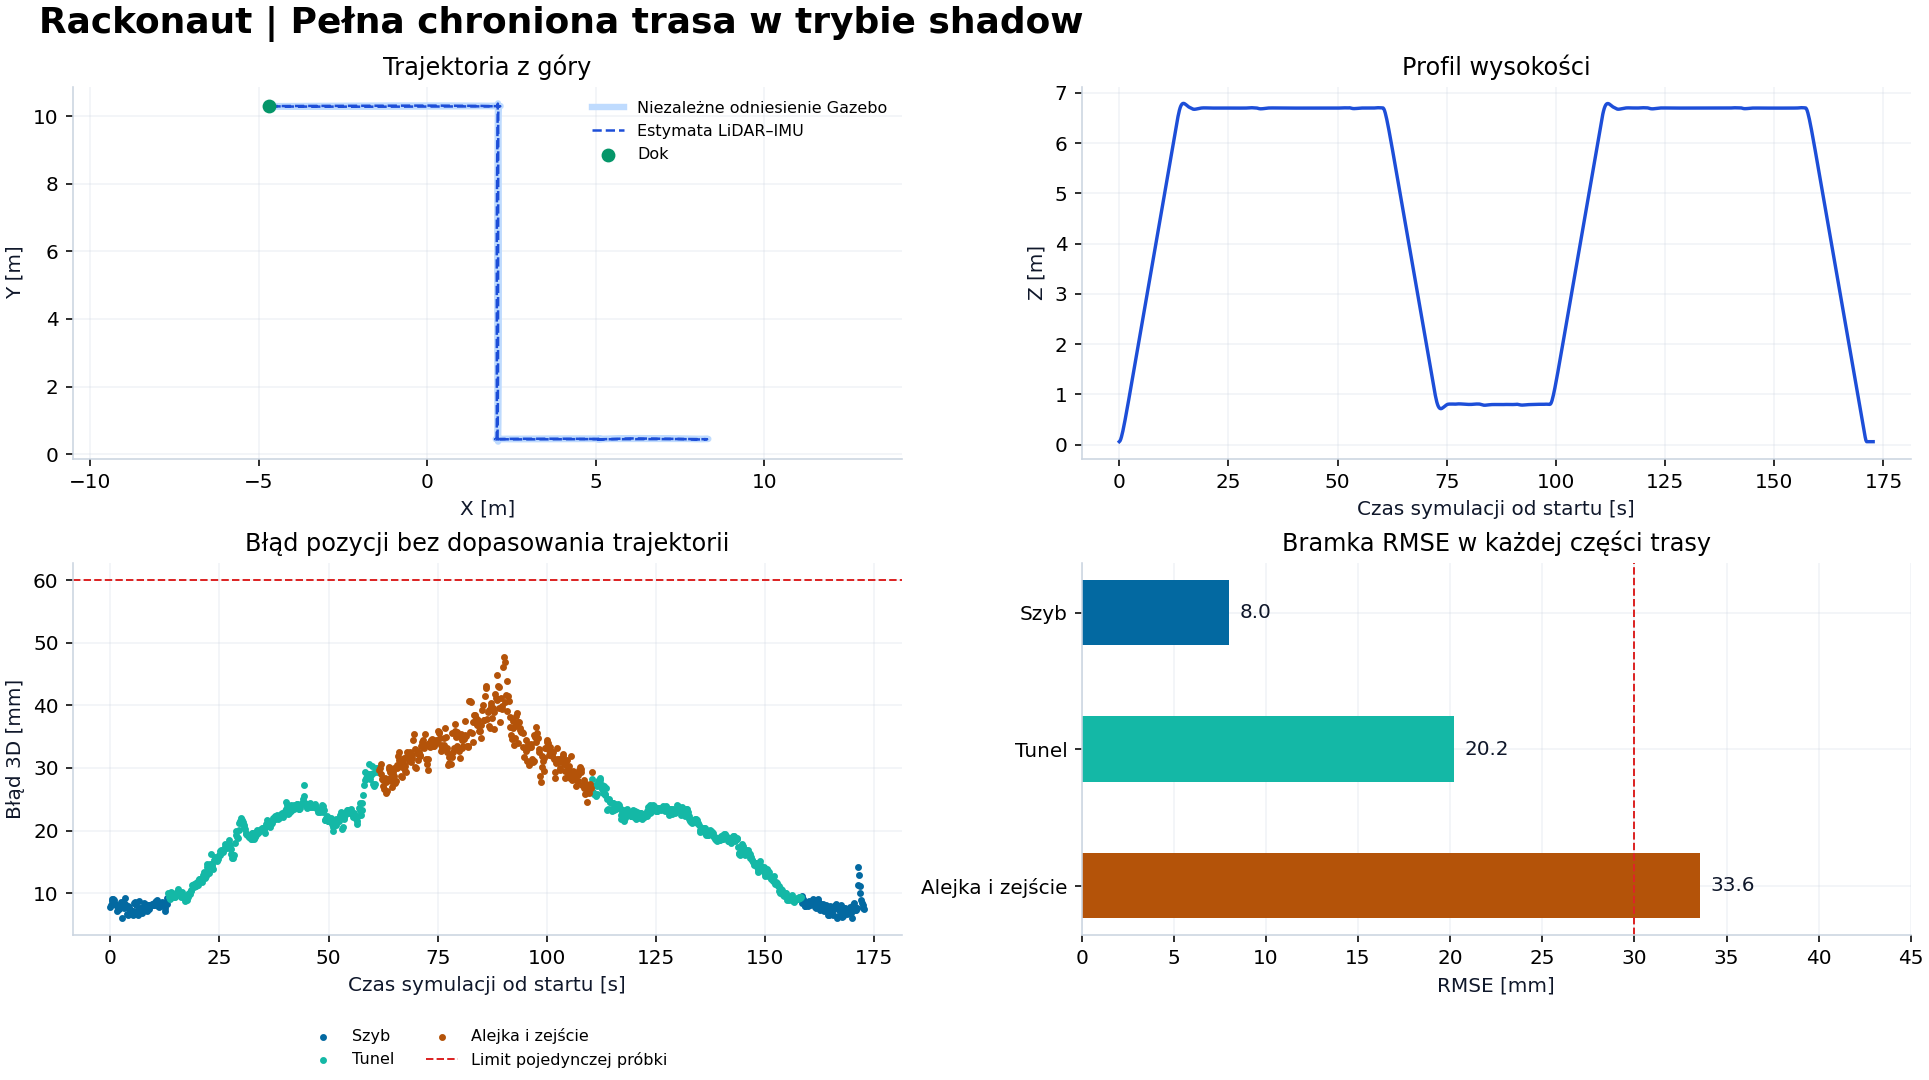 Rackonaut | Pełna chroniona trasa w trybie shadow
Trajektoria z góry
Niezależne odniesienie Gazebo
Estymata LiDAR–IMU
Dok
10
8
6
4
2
0
Y [m]
−10
−5
0
5
10
X [m]
Profil wysokości
7
6
5
4
3
2
1
0
Z [m]
0
25
50
75
100
125
150
175
Czas symulacji od startu [s]
Błąd pozycji bez dopasowania trajektorii
60
50
40
30
20
10
Błąd 3D [mm]
0
25
50
75
100
125
150
175
Czas symulacji od startu [s]
Szyb
Tunel
Alejka i zejście
Limit pojedynczej próbki
Bramka RMSE w każdej części trasy
Szyb
8.0
Tunel
20.2
Alejka i zejście
33.6
0
5
10
15
20
25
30
35
40
45
RMSE [mm]